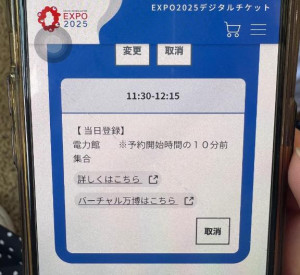 EXPO
2025
EXPO2025デジタルチケット
変更
取消
11:30-12:15
【 当日登録】
電力館　　※予約開始時間の１０分前
集合
詳しくはこちら
バーチャル万博はこちら
取消